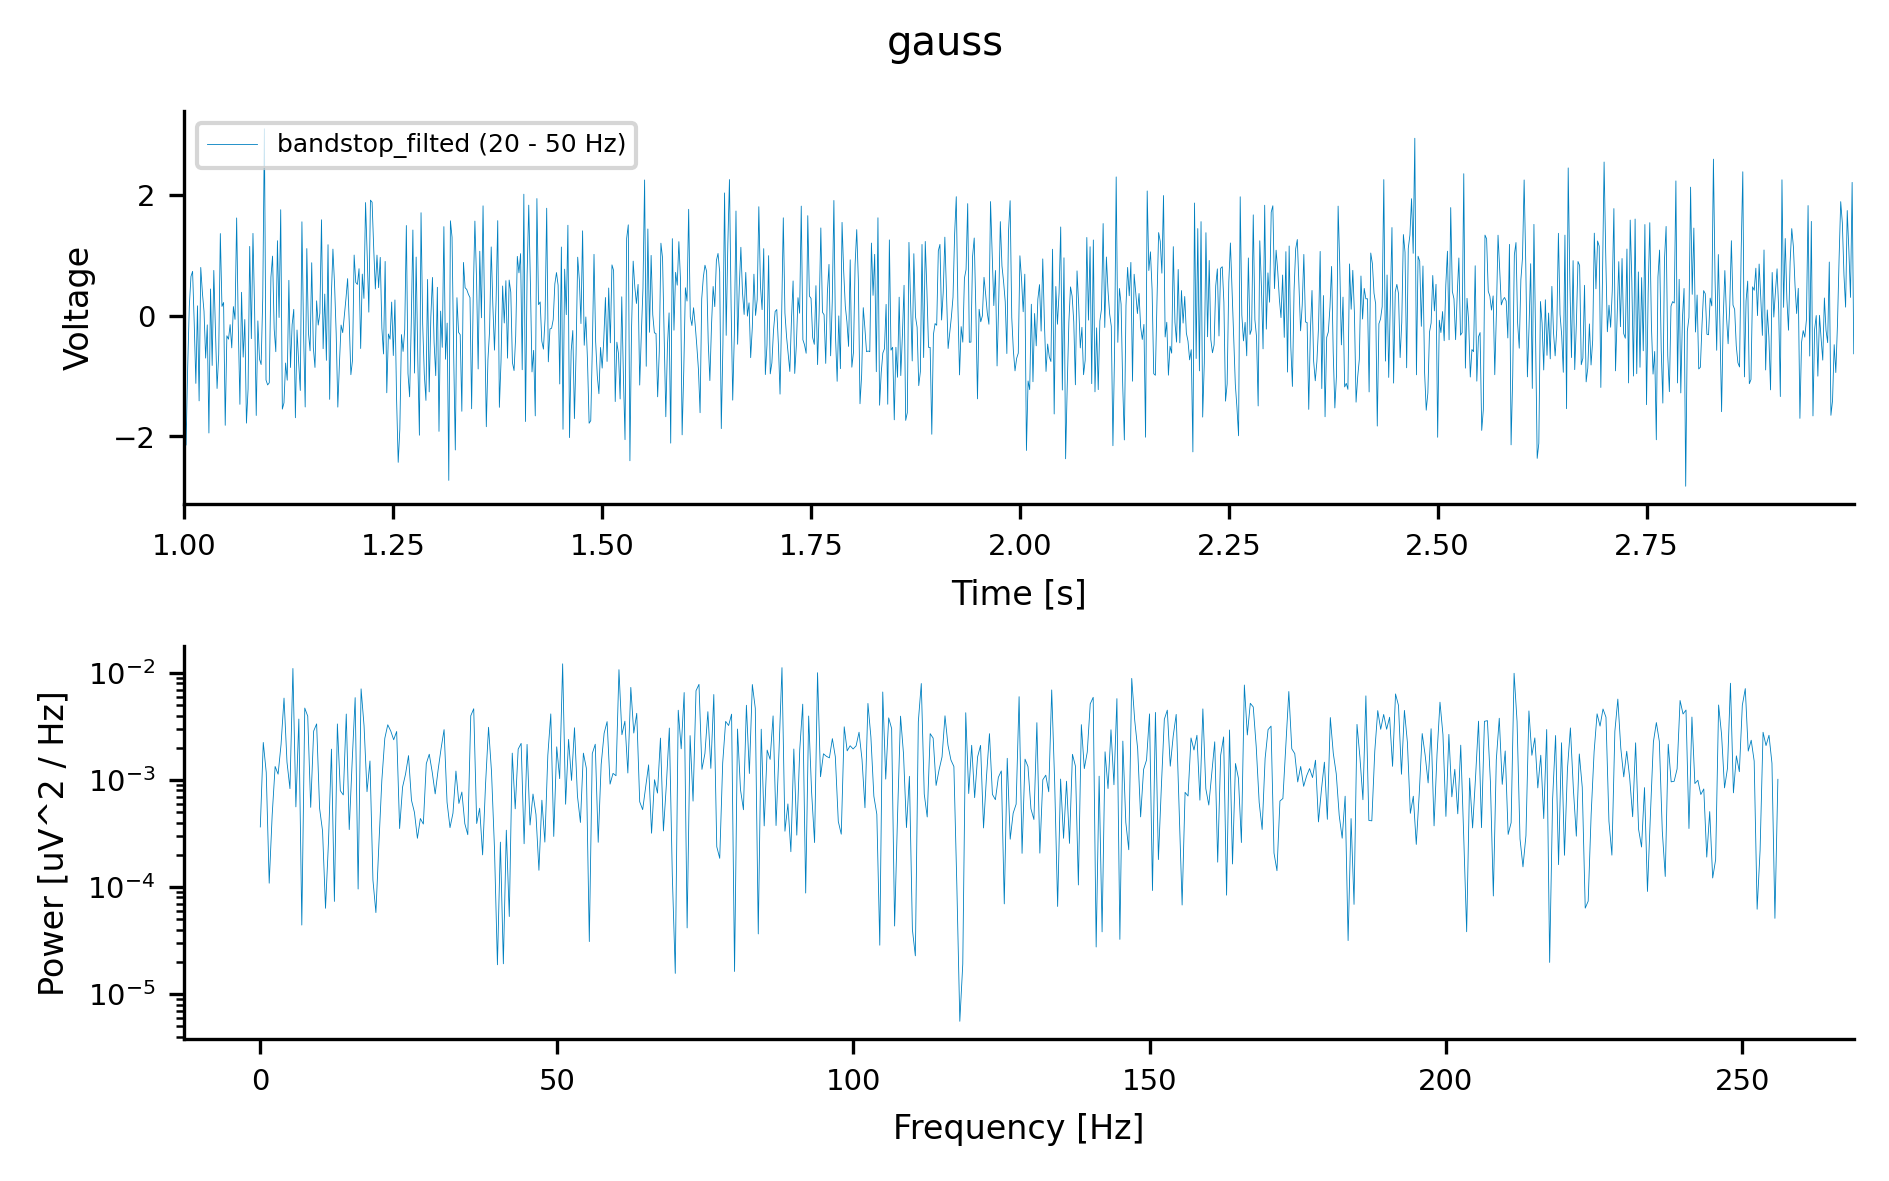 gauss
bandstop_filted (20 - 50 Hz)
Voltage
2
0
−2
1.00 1.25 1.50 1.75 2.00 2.25 2.50 2.75
Time [s]
Power [uV^2 / Hz]
10⁻²
10⁻³
10⁻⁴
10⁻⁵
0 50 100 150 200 250
Frequency [Hz]